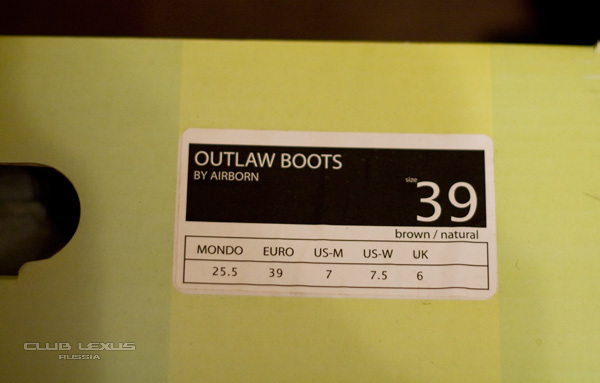 OUTLAW BOOTS
BY AIRBORN
size 39
brown / natural
MONDO EURO US-M US-W UK
25.5 39 7 7.5 6
CLUB LEXUS
RUSSIA